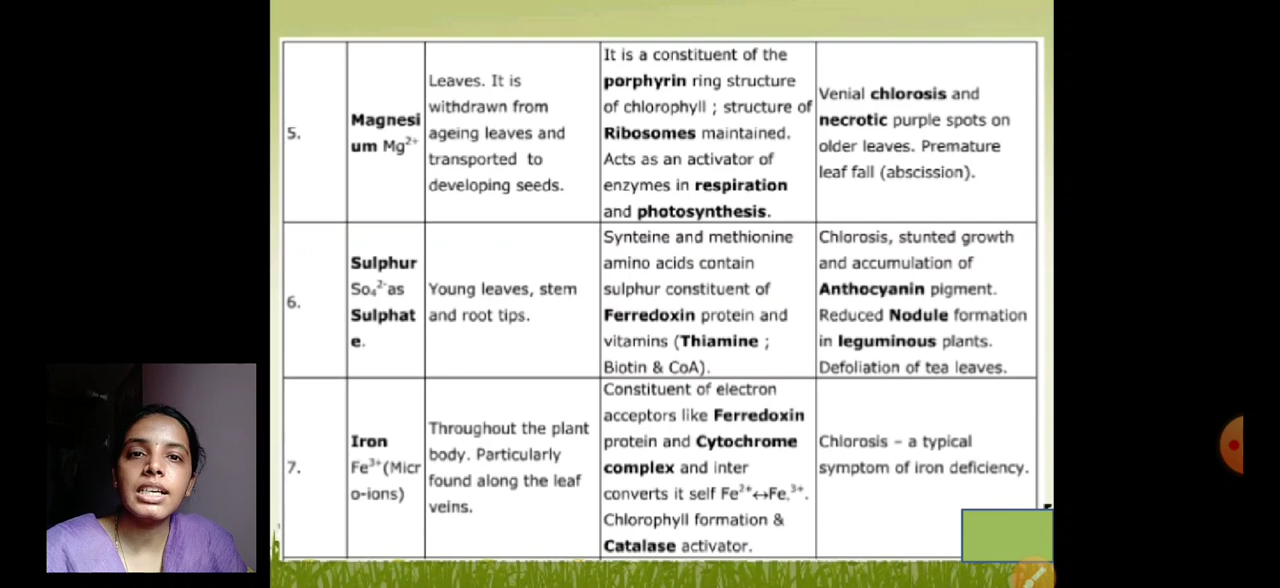 5.
Magnesi
um Mg²⁺
Leaves. It is
withdrawn from
ageing leaves and
transported to
developing seeds.
It is a constituent of the
porphyrin ring structure
of chlorophyll ; structure of
Ribosomes maintained.
Acts as an activator of
enzymes in respiration
and photosynthesis.
Venial chlorosis and
necrotic purple spots on
older leaves. Premature
leaf fall (abscission).
6.
Sulphur
So₄²⁻as
Sulphat
e.
Young leaves, stem
and root tips.
Synteine and methionine
amino acids contain
sulphur constituent of
Ferredoxin protein and
vitamins (Thiamine ;
Biotin & CoA).
Chlorosis, stunted growth
and accumulation of
Anthocyanin pigment.
Reduced Nodule formation
in leguminous plants.
Defoliation of tea leaves.
7.
Iron
Fe³⁺(Micr
o-ions)
Throughout the plant
body. Particularly
found along the leaf
veins.
Constituent of electron
acceptors like Ferredoxin
protein and Cytochrome
complex and inter
converts it self Fe²⁺↔Fe.³⁺.
Chlorophyll formation &
Catalase activator.
Chlorosis – a typical
symptom of iron deficiency.